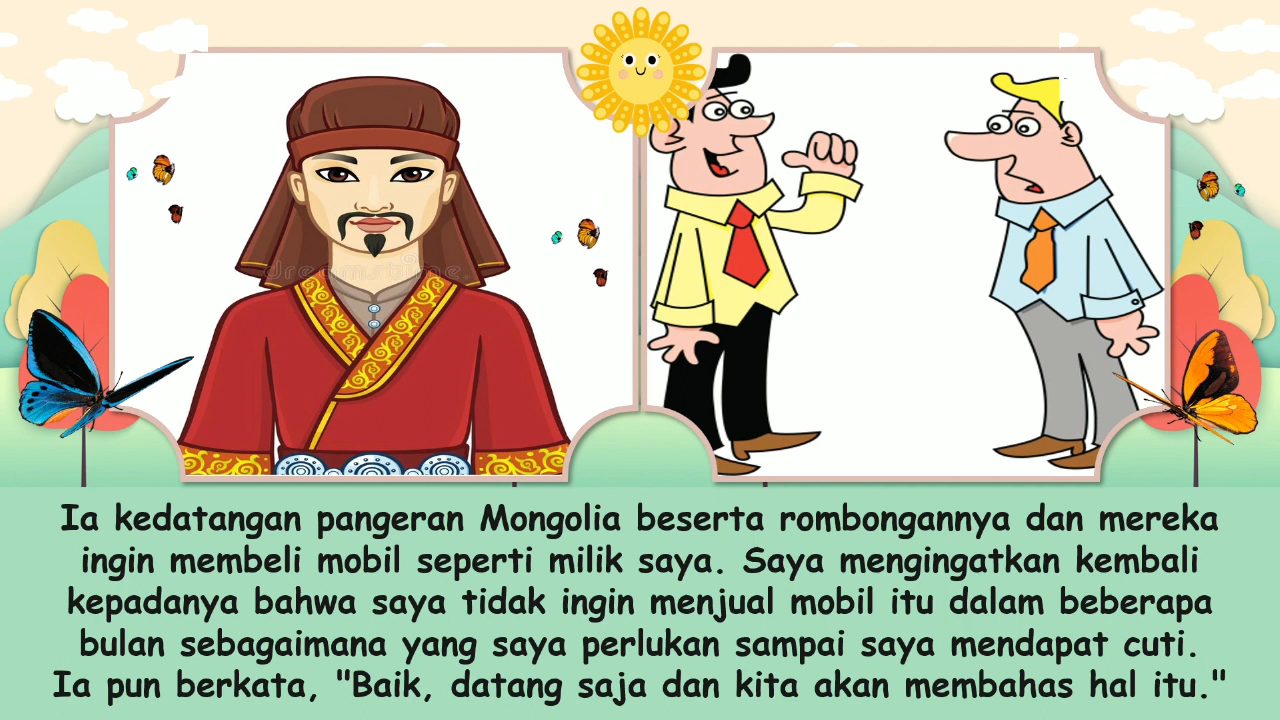 dreamstime.
Ia kedatangan pangeran Mongolia beserta rombongannya dan mereka
ingin membeli mobil seperti milik saya. Saya mengingatkan kembali
kepadanya bahwa saya tidak ingin menjual mobil itu dalam beberapa
bulan sebagaimana yang saya perlukan sampai saya mendapat cuti.
Ia pun berkata, "Baik, datang saja dan kita akan membahas hal itu."